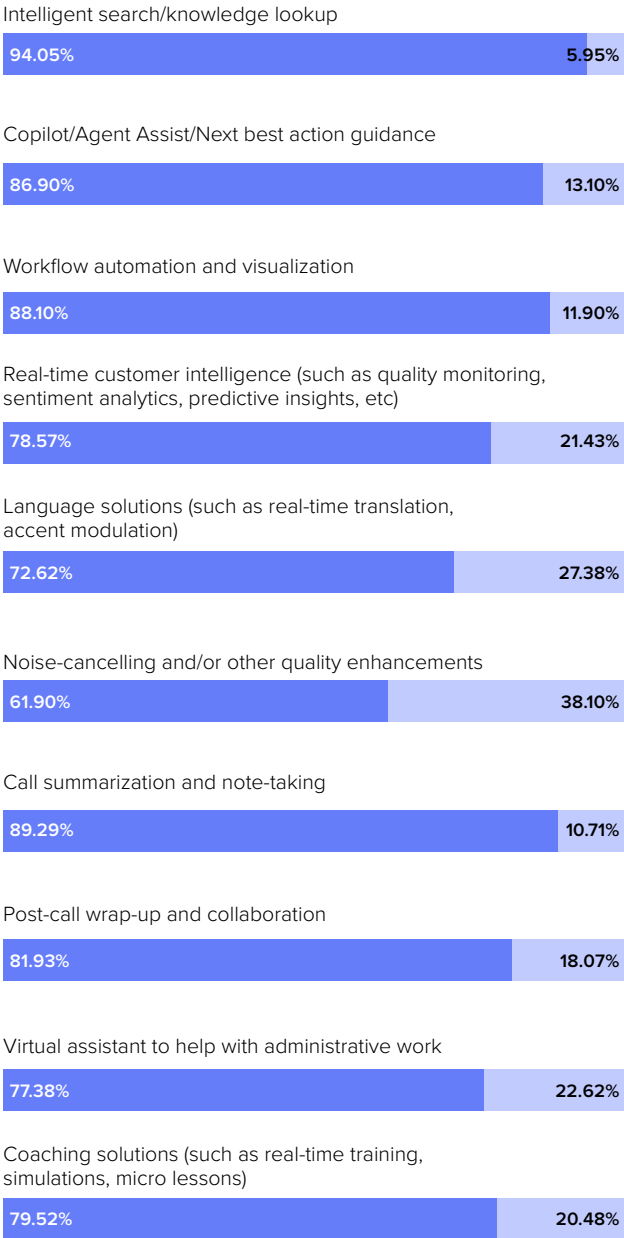 Intelligent search/knowledge lookup
94.05% 5.95%
Copilot/Agent Assist/Next best action guidance
86.90% 13.10%
Workflow automation and visualization
88.10% 11.90%
Real-time customer intelligence (such as quality monitoring,
sentiment analytics, predictive insights, etc)
78.57% 21.43%
Language solutions (such as real-time translation,
accent modulation)
72.62% 27.38%
Noise-cancelling and/or other quality enhancements
61.90% 38.10%
Call summarization and note-taking
89.29% 10.71%
Post-call wrap-up and collaboration
81.93% 18.07%
Virtual assistant to help with administrative work
77.38% 22.62%
Coaching solutions (such as real-time training,
simulations, micro lessons)
79.52% 20.48%